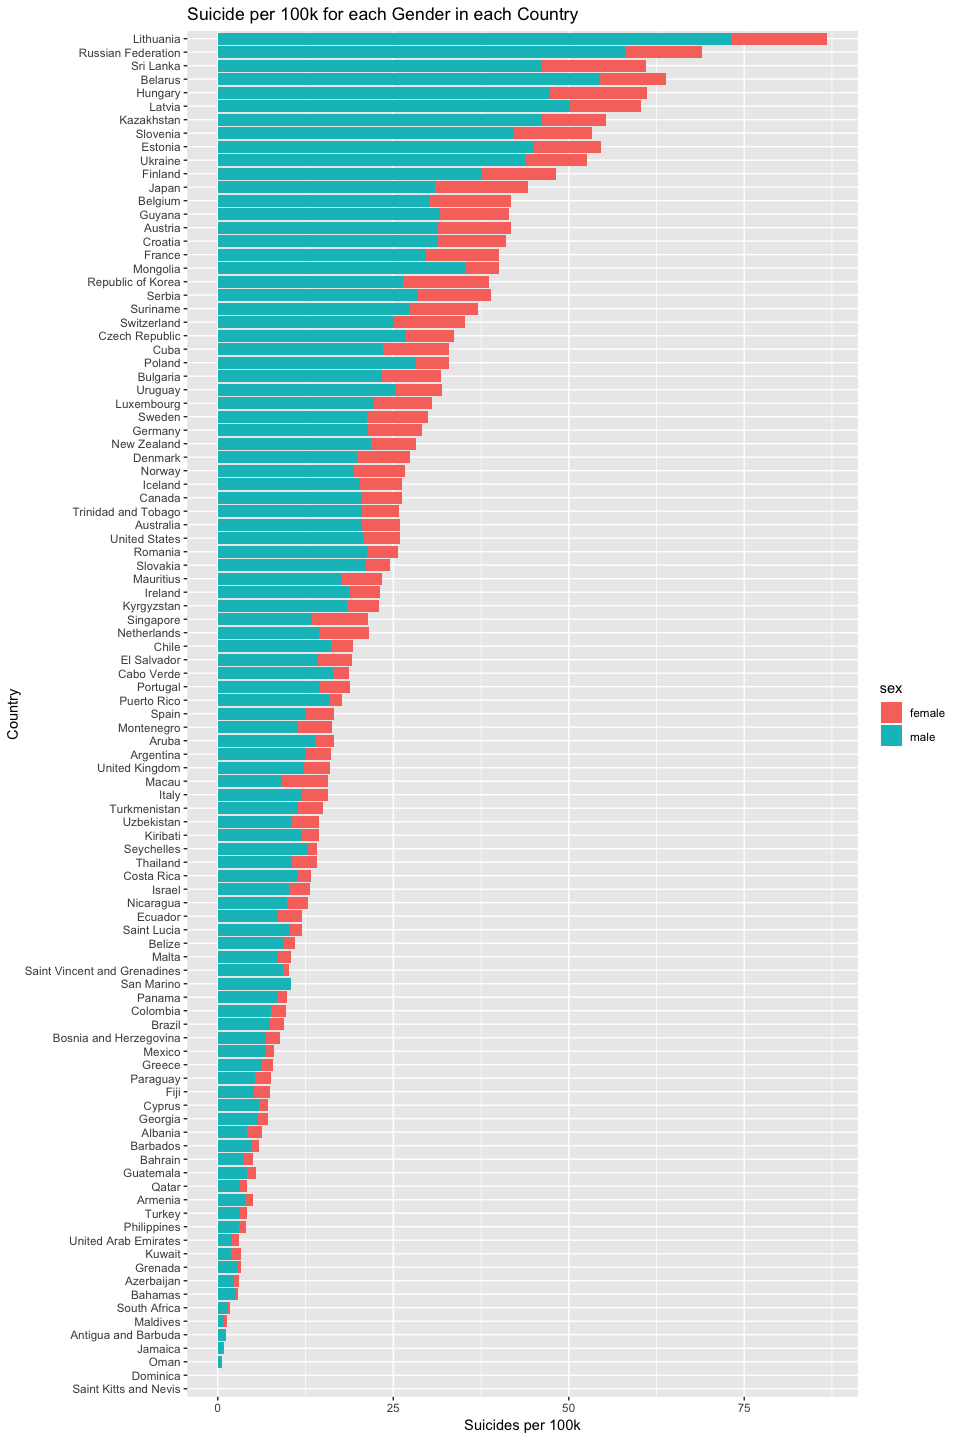 Suicide per 100k for each Gender in each Country
Lithuania
Russian Federation
Sri Lanka
Belarus
Hungary
Latvia
Kazakhstan
Slovenia
Estonia
Ukraine
Finland
Japan
Belgium
Guyana
Austria
Croatia
France
Mongolia
Republic of Korea
Serbia
Suriname
Switzerland
Czech Republic
Cuba
Poland
Bulgaria
Uruguay
Luxembourg
Sweden
Germany
New Zealand
Denmark
Norway
Iceland
Canada
Trinidad and Tobago
Australia
United States
Romania
Slovakia
Mauritius
Ireland
Kyrgyzstan
Singapore
Netherlands
Chile
El Salvador
Cabo Verde
Portugal
Puerto Rico
Spain
Montenegro
Aruba
Argentina
United Kingdom
Macau
Italy
Turkmenistan
Uzbekistan
Kiribati
Seychelles
Thailand
Costa Rica
Israel
Nicaragua
Ecuador
Saint Lucia
Belize
Malta
Saint Vincent and Grenadines
San Marino
Panama
Colombia
Brazil
Bosnia and Herzegovina
Mexico
Greece
Paraguay
Fiji
Cyprus
Georgia
Albania
Barbados
Bahrain
Guatemala
Qatar
Armenia
Turkey
Philippines
United Arab Emirates
Kuwait
Grenada
Azerbaijan
Bahamas
South Africa
Maldives
Antigua and Barbuda
Jamaica
Oman
Dominica
Saint Kitts and Nevis
Country
0 25 50 75
Suicides per 100k
sex
female
male